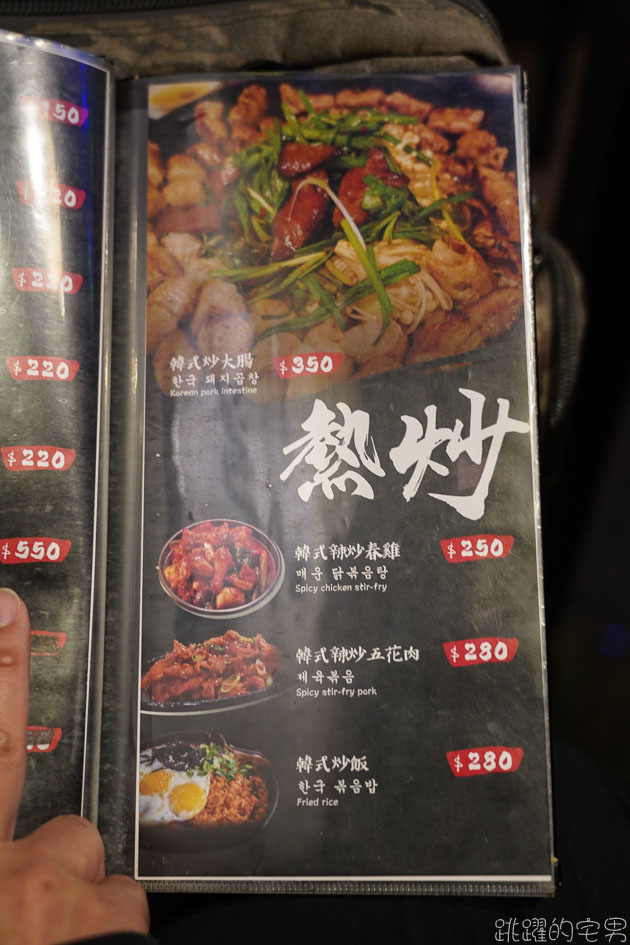 $220
$220
$220
$550
韓式炒大腸
한국 돼지곱창
Korean pork intestine
$350
熱炒
韓式辣炒春雞
매운 닭볶음탕
Spicy chicken stir-fry
$250
韓式辣炒五花肉
제육볶음
Spicy stir-fry pork
$280
韓式炒飯
한국 볶음밥
Fried rice
$280
跳躍的宅男